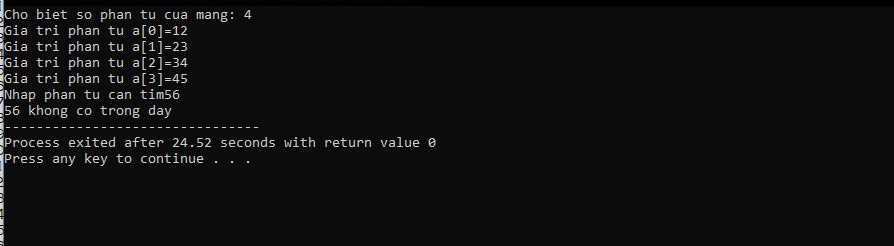 Cho biet so phan tu cua mang: 4
Gia tri phan tu a[0]=12
Gia tri phan tu a[1]=23
Gia tri phan tu a[2]=34
Gia tri phan tu a[3]=45
Nhap phan tu can tim56
56 khong co trong day
--------------------------------
Process exited after 24.52 seconds with return value 0
Press any key to continue . . .